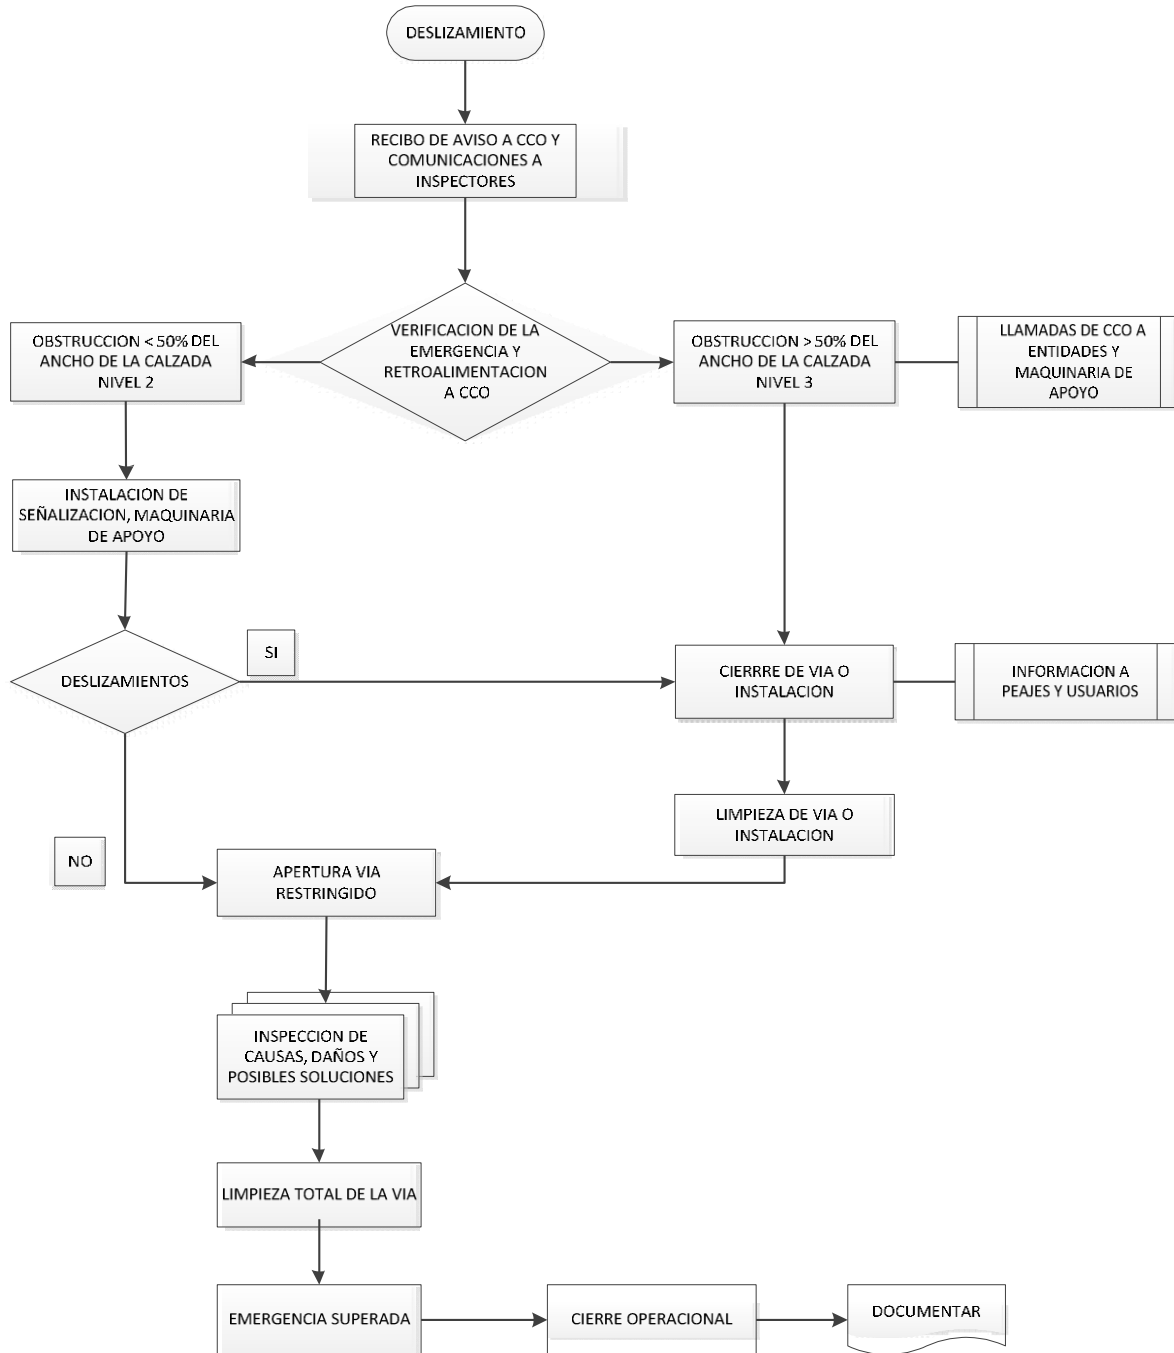 DESLIZAMIENTO
RECIBO DE AVISO A CCO Y
COMUNICACIONES A
INSPECTORES
VERIFICACION DE LA
EMERGENCIA Y
RETROALIMENTACION
A CCO
OBSTRUCCION < 50% DEL
ANCHO DE LA CALZADA
NIVEL 2
OBSTRUCCION > 50% DEL
ANCHO DE LA CALZADA
NIVEL 3
LLAMADAS DE CCO A
ENTIDADES Y
MAQUINARIA DE
APOYO
INSTALACION DE
SEÑALIZACION, MAQUINARIA
DE APOYO
DESLIZAMIENTOS
SI
CIERRRE DE VIA O
INSTALACION
INFORMACION A
PEAJES Y USUARIOS
LIMPIEZA DE VIA O
INSTALACION
NO
APERTURA VIA
RESTRINGIDO
INSPECCION DE
CAUSAS, DAÑOS Y
POSIBLES SOLUCIONES
LIMPIEZA TOTAL DE LA VIA
EMERGENCIA SUPERADA
CIERRE OPERACIONAL
DOCUMENTAR